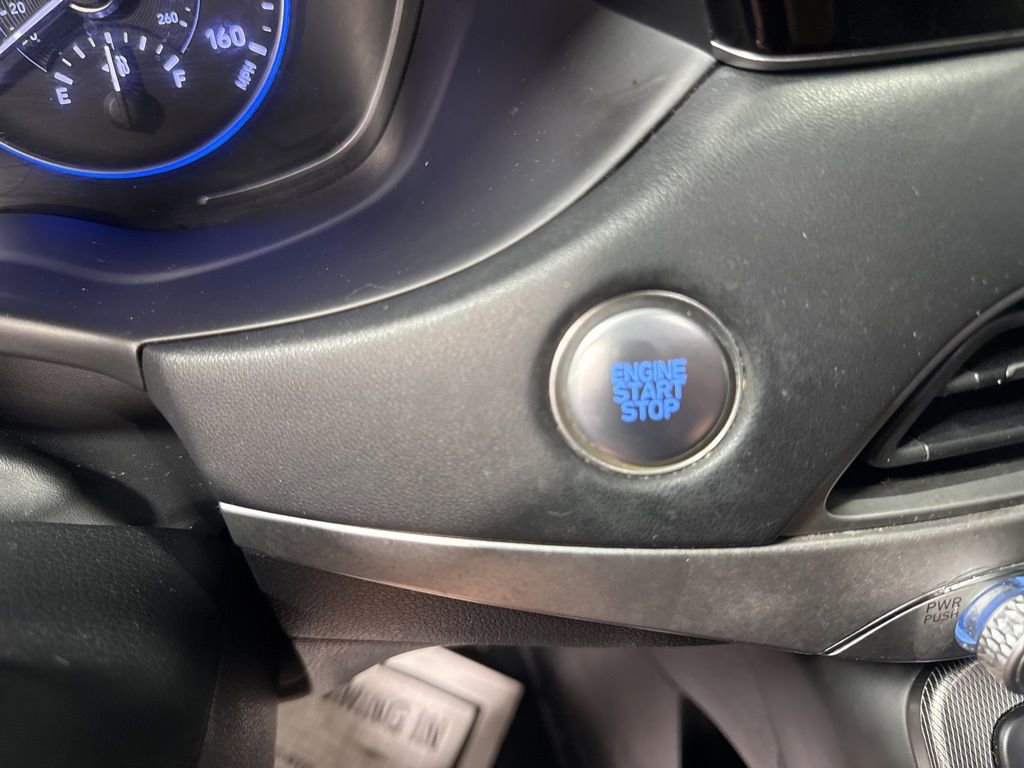 20
260
160
MPH
E
F
ENGINE
START
STOP
PWR
PUSH